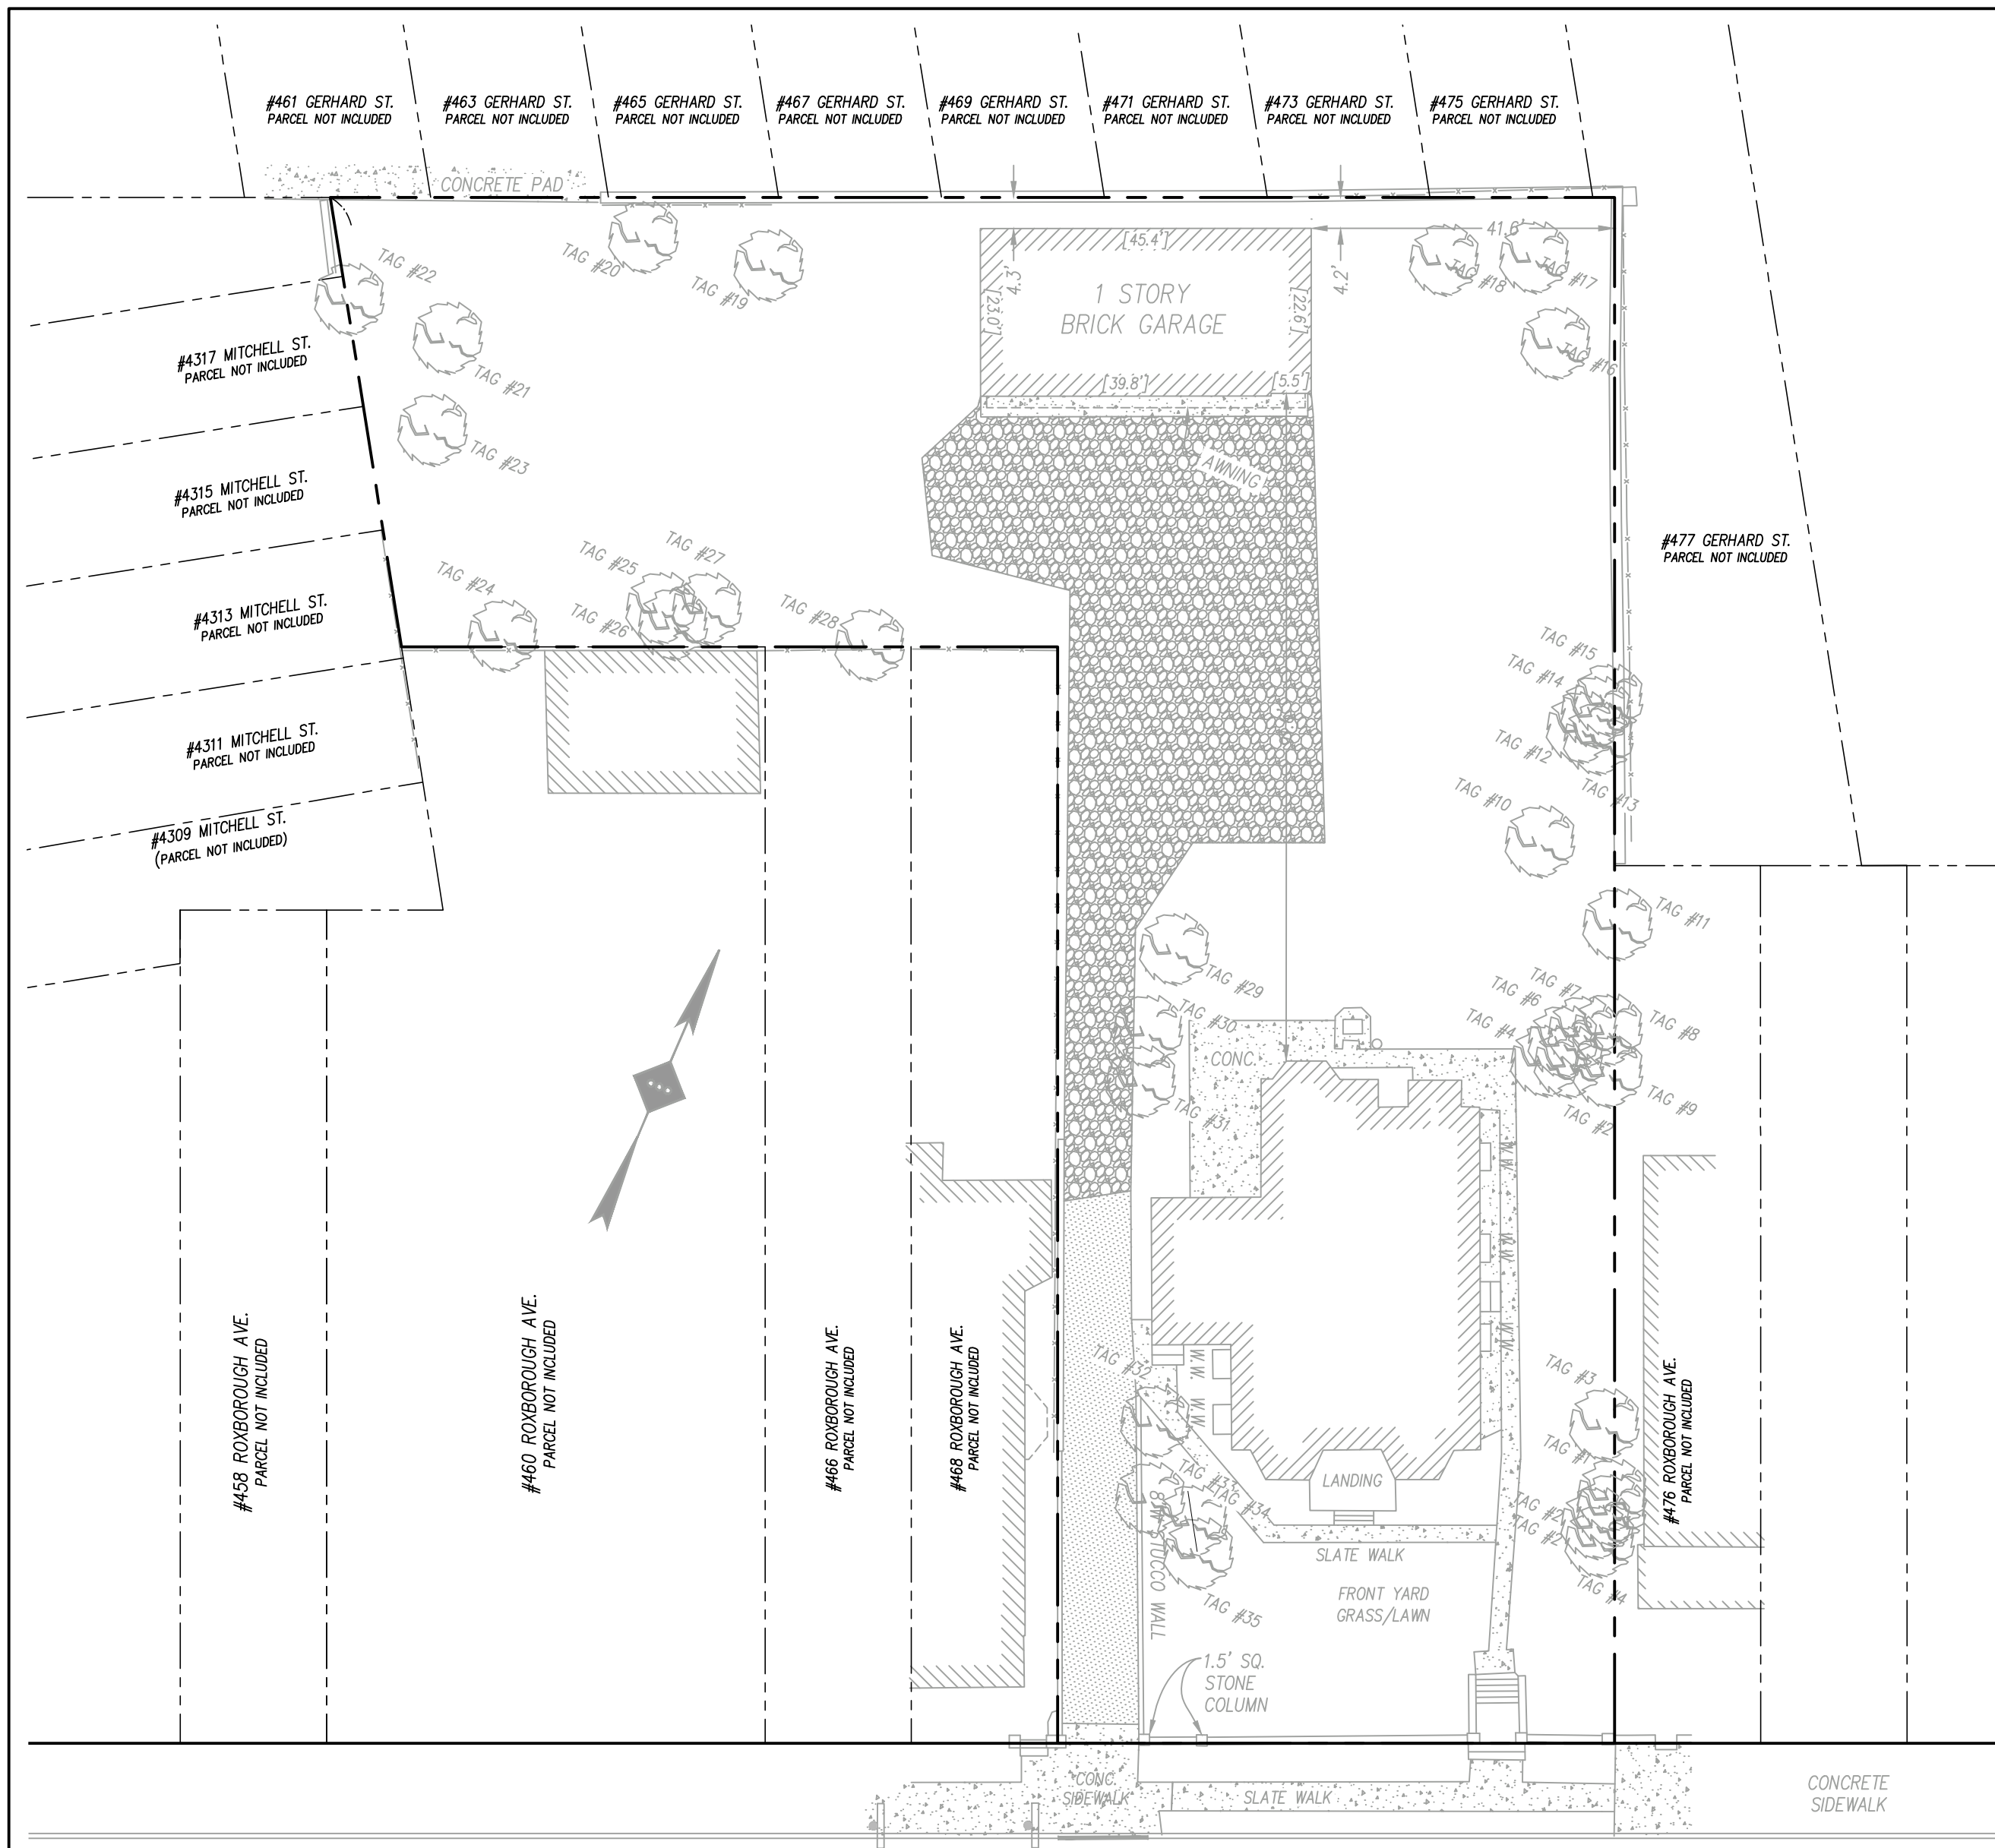 #461 GERHARD ST.
PARCEL NOT INCLUDED
#463 GERHARD ST.
PARCEL NOT INCLUDED
#465 GERHARD ST.
PARCEL NOT INCLUDED
#467 GERHARD ST.
PARCEL NOT INCLUDED
#469 GERHARD ST.
PARCEL NOT INCLUDED
#471 GERHARD ST.
PARCEL NOT INCLUDED
#473 GERHARD ST.
PARCEL NOT INCLUDED
#475 GERHARD ST.
PARCEL NOT INCLUDED
CONCRETE PAD
TAG #22
TAG #20
TAG #19
[45.4']
41.6'
4.3'
4.2'
TAG #18
TAG #17
[23.0']
1 STORY
BRICK GARAGE
[22.6']
TAG #16
#4317 MITCHELL ST.
PARCEL NOT INCLUDED
TAG #21
[39.8']
[5.5']
TAG #23
AWNING
#4315 MITCHELL ST.
PARCEL NOT INCLUDED
#477 GERHARD ST.
PARCEL NOT INCLUDED
TAG #24
TAG #25
TAG #27
TAG #26
TAG #28
#4313 MITCHELL ST.
PARCEL NOT INCLUDED
TAG #15
TAG #14
TAG #12
TAG #13
#4311 MITCHELL ST.
PARCEL NOT INCLUDED
TAG #10
#4309 MITCHELL ST.
(PARCEL NOT INCLUDED)
TAG #11
TAG #29
TAG #30
TAG #7
TAG #6
TAG #4
TAG #8
CONC.
TAG #31
TAG #9
TAG #2
W.W.
W.W.
W.W.
#458 ROXBOROUGH AVE.
PARCEL NOT INCLUDED
#460 ROXBOROUGH AVE.
PARCEL NOT INCLUDED
#466 ROXBOROUGH AVE.
PARCEL NOT INCLUDED
#468 ROXBOROUGH AVE.
PARCEL NOT INCLUDED
TAG #32
W.W.
W.W.
TAG #3
TAG #1
#476 ROXBOROUGH AVE.
PARCEL NOT INCLUDED
TAG #33
TAG #34
LANDING
TAG #2
TAG #2
SLATE WALK
TAG #35
TAG #4
FRONT YARD
GRASS/LAWN
1.5' SQ.
STONE
COLUMN
CONC.
SIDEWALK
SLATE WALK
CONCRETE
SIDEWALK